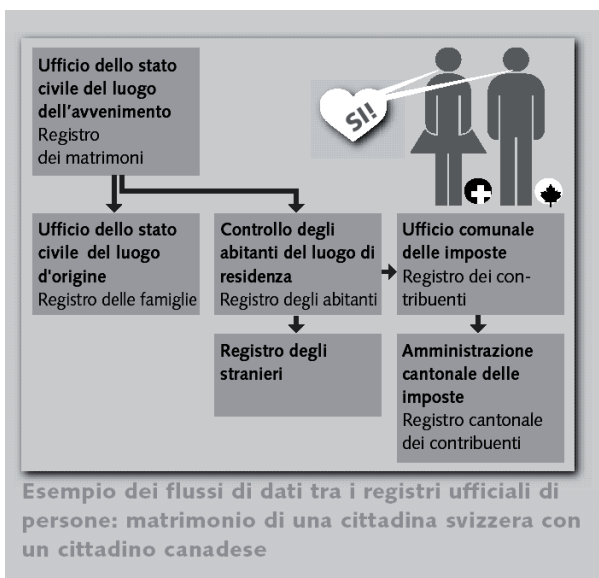 Ufficio dello stato
civile del luogo
dell'avvenimento
Registro
dei matrimoni
SI!
Ufficio dello stato
civile del luogo
d'origine
Registro delle famiglie
Controllo degli
abitanti del luogo di
residenza
Registro degli abitanti
Ufficio comunale
delle imposte
Registro dei con-
tribuenti
Registro degli
stranieri
Amministrazione
cantonale delle
imposte
Registro cantonale
dei contribuenti
Esempio dei flussi di dati tra i registri ufficiali di
persone: matrimonio di una cittadina svizzera con
un cittadino canadese